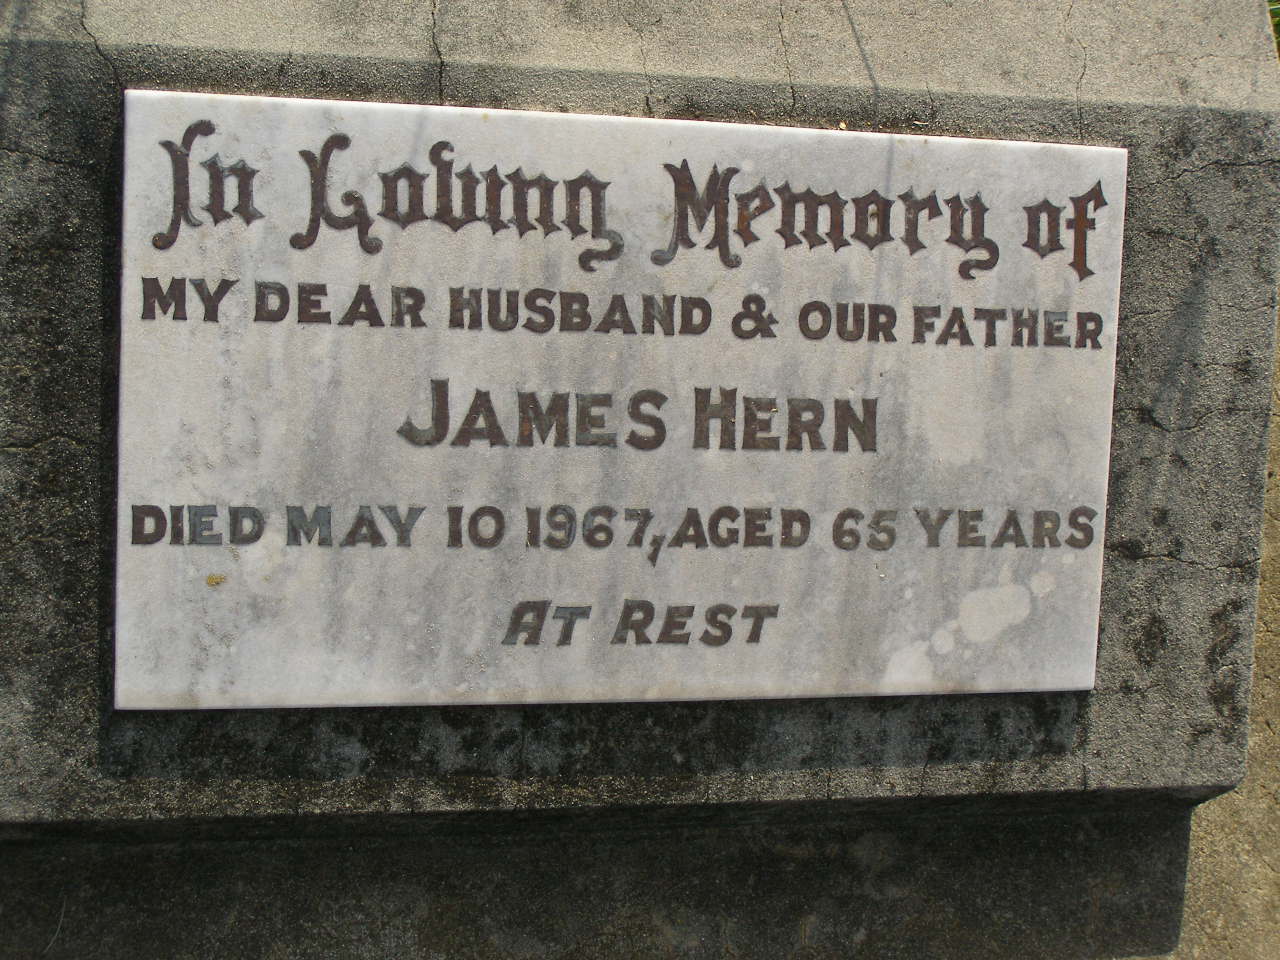 In Loving Memory of
MY DEAR HUSBAND & OUR FATHER
JAMES HERN
DIED MAY 10 1967, AGED 65 YEARS
AT REST